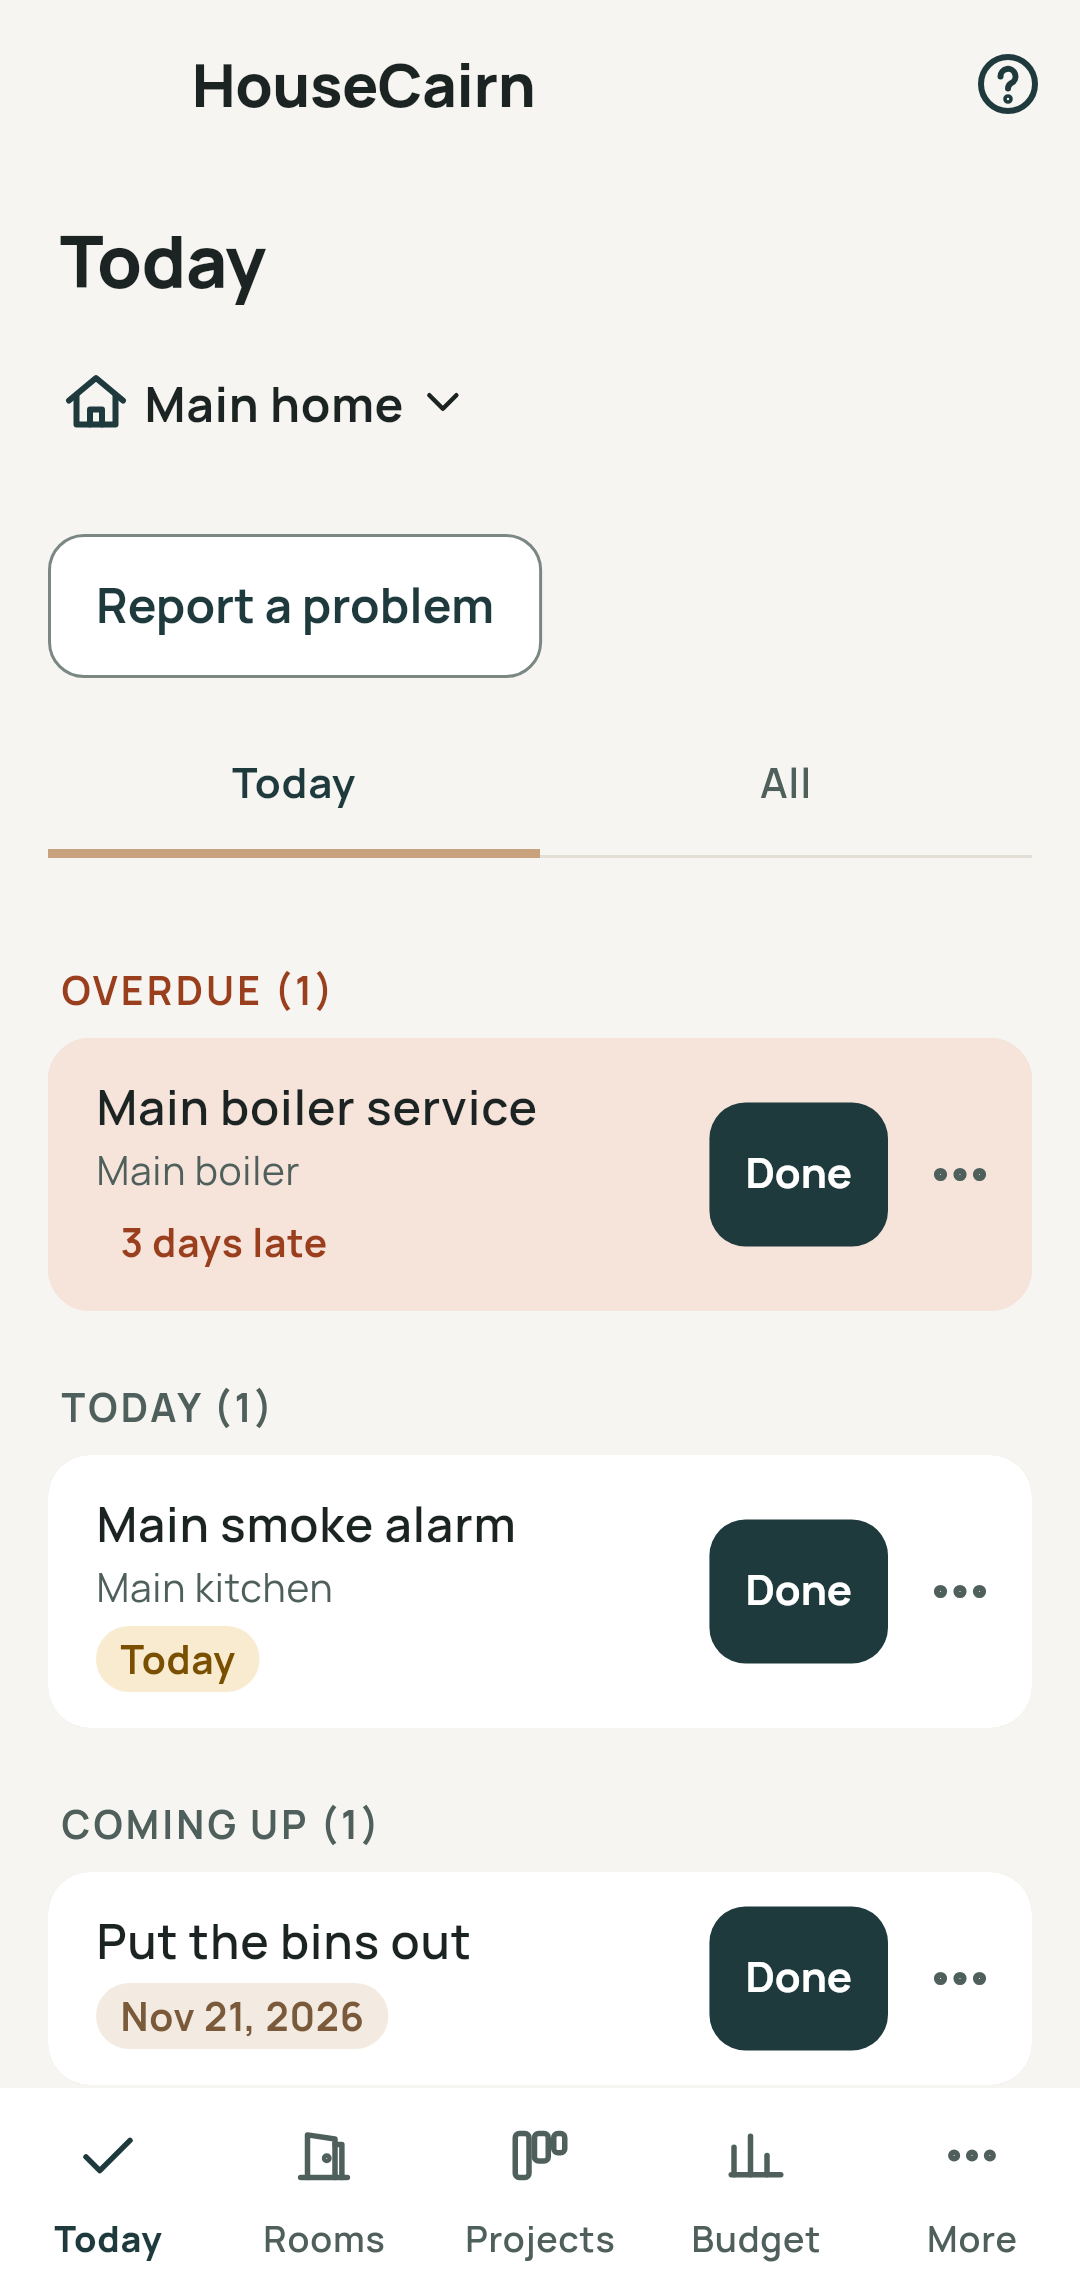 HouseCairn
Today
Main home
Report a problem
Today
All
OVERDUE (1)
Main boiler service
Main boiler
3 days late
Done
TODAY (1)
Main smoke alarm
Main kitchen
Today
Done
COMING UP (1)
Put the bins out
Nov 21, 2026
Done
Today
Rooms
Projects
Budget
More